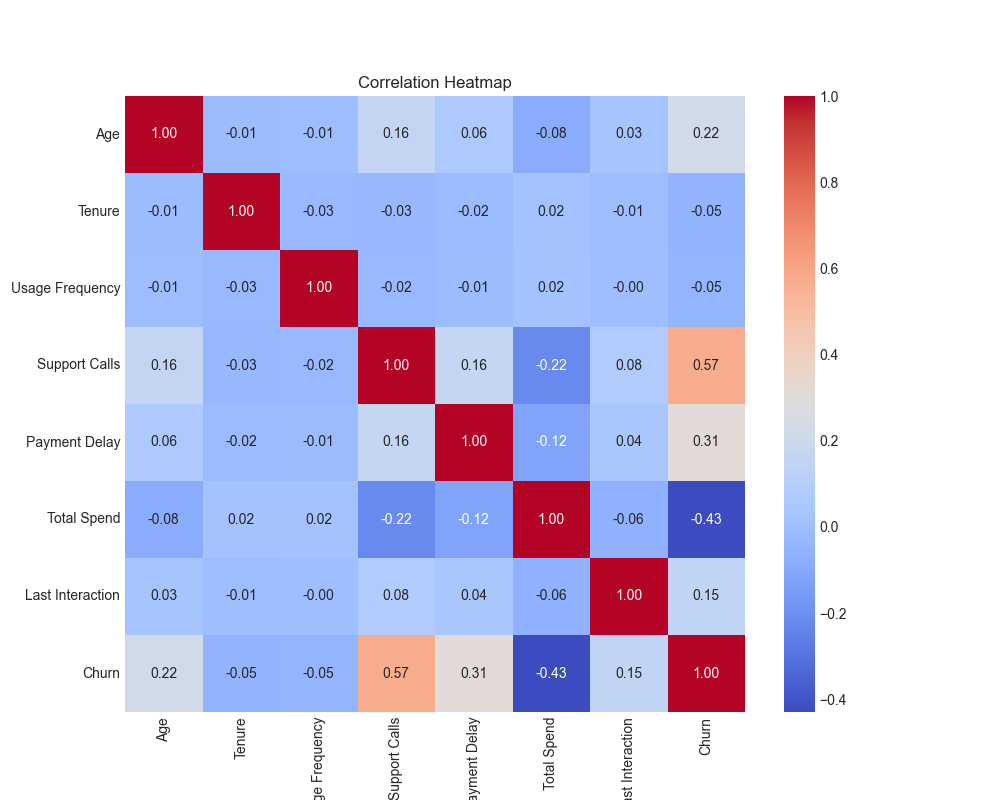 Correlation Heatmap
Age 1.00 -0.01 -0.01 0.16 0.06 -0.08 0.03 0.22
Tenure -0.01 1.00 -0.03 -0.03 -0.02 0.02 -0.01 -0.05
Usage Frequency -0.01 -0.03 1.00 -0.02 -0.01 0.02 -0.00 -0.05
Support Calls 0.16 -0.03 -0.02 1.00 0.16 -0.22 0.08 0.57
Payment Delay 0.06 -0.02 -0.01 0.16 1.00 -0.12 0.04 0.31
Total Spend -0.08 0.02 0.02 -0.22 -0.12 1.00 -0.06 -0.43
Last Interaction 0.03 -0.01 -0.00 0.08 0.04 -0.06 1.00 0.15
Churn 0.22 -0.05 -0.05 0.57 0.31 -0.43 0.15 1.00
Age
Tenure
ge Frequency
Support Calls
ayment Delay
Total Spend
ast Interaction
Churn
1.0
0.8
0.6
0.4
0.2
0.0
−0.2
−0.4